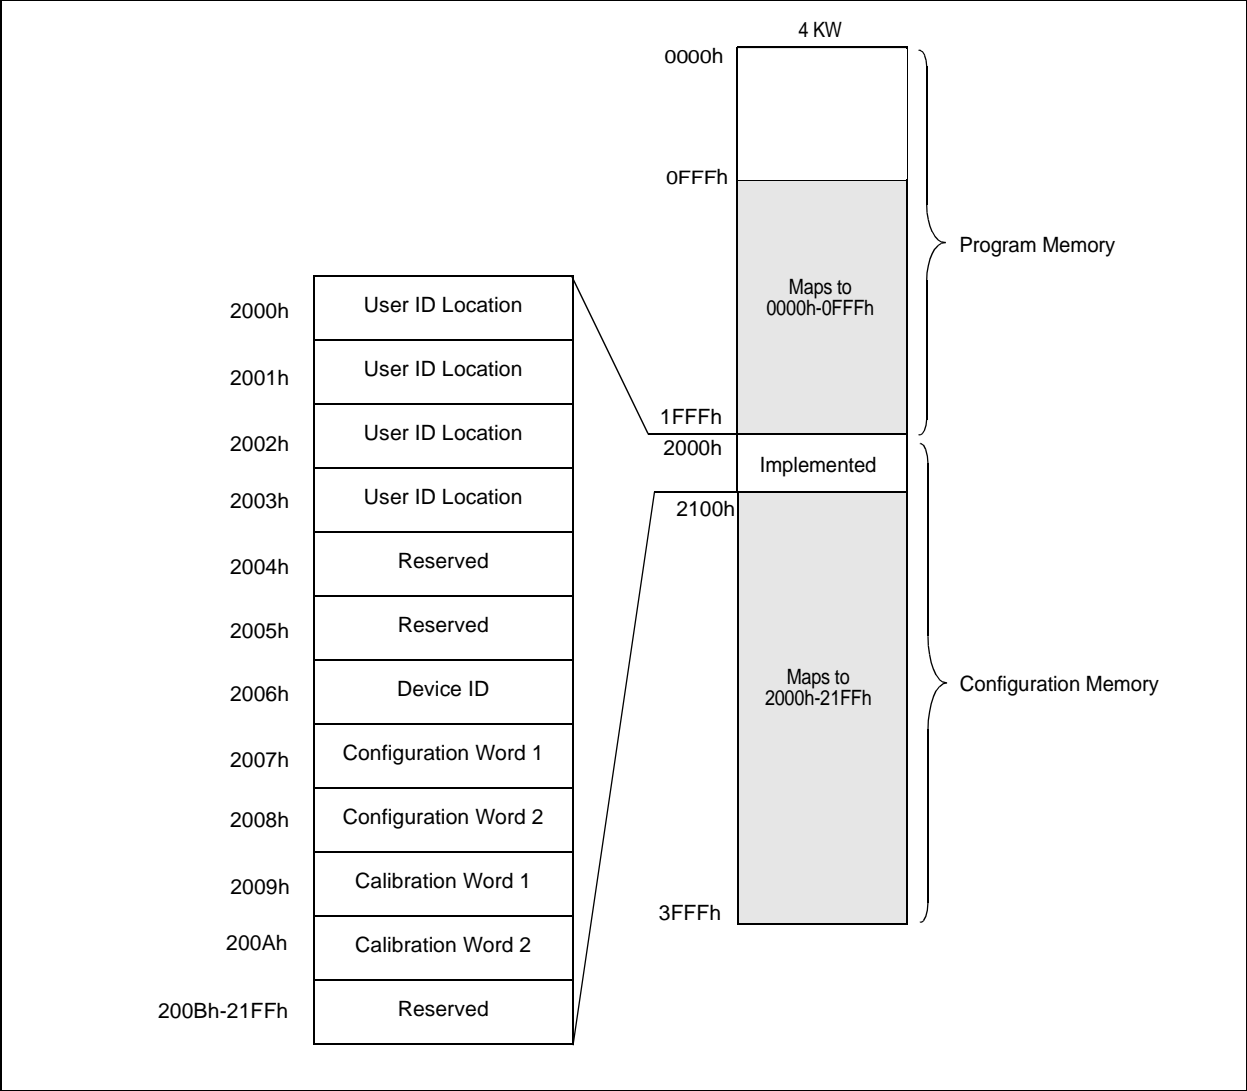 4 KW
0000h
0FFFh
Maps to
0000h-0FFFh
Program Memory
1FFFh
2000h
Implemented
2100h
Maps to
2000h-21FFh
Configuration Memory
3FFFh
2000h User ID Location
2001h User ID Location
2002h User ID Location
2003h User ID Location
2004h Reserved
2005h Reserved
2006h Device ID
2007h Configuration Word 1
2008h Configuration Word 2
2009h Calibration Word 1
200Ah Calibration Word 2
200Bh-21FFh Reserved